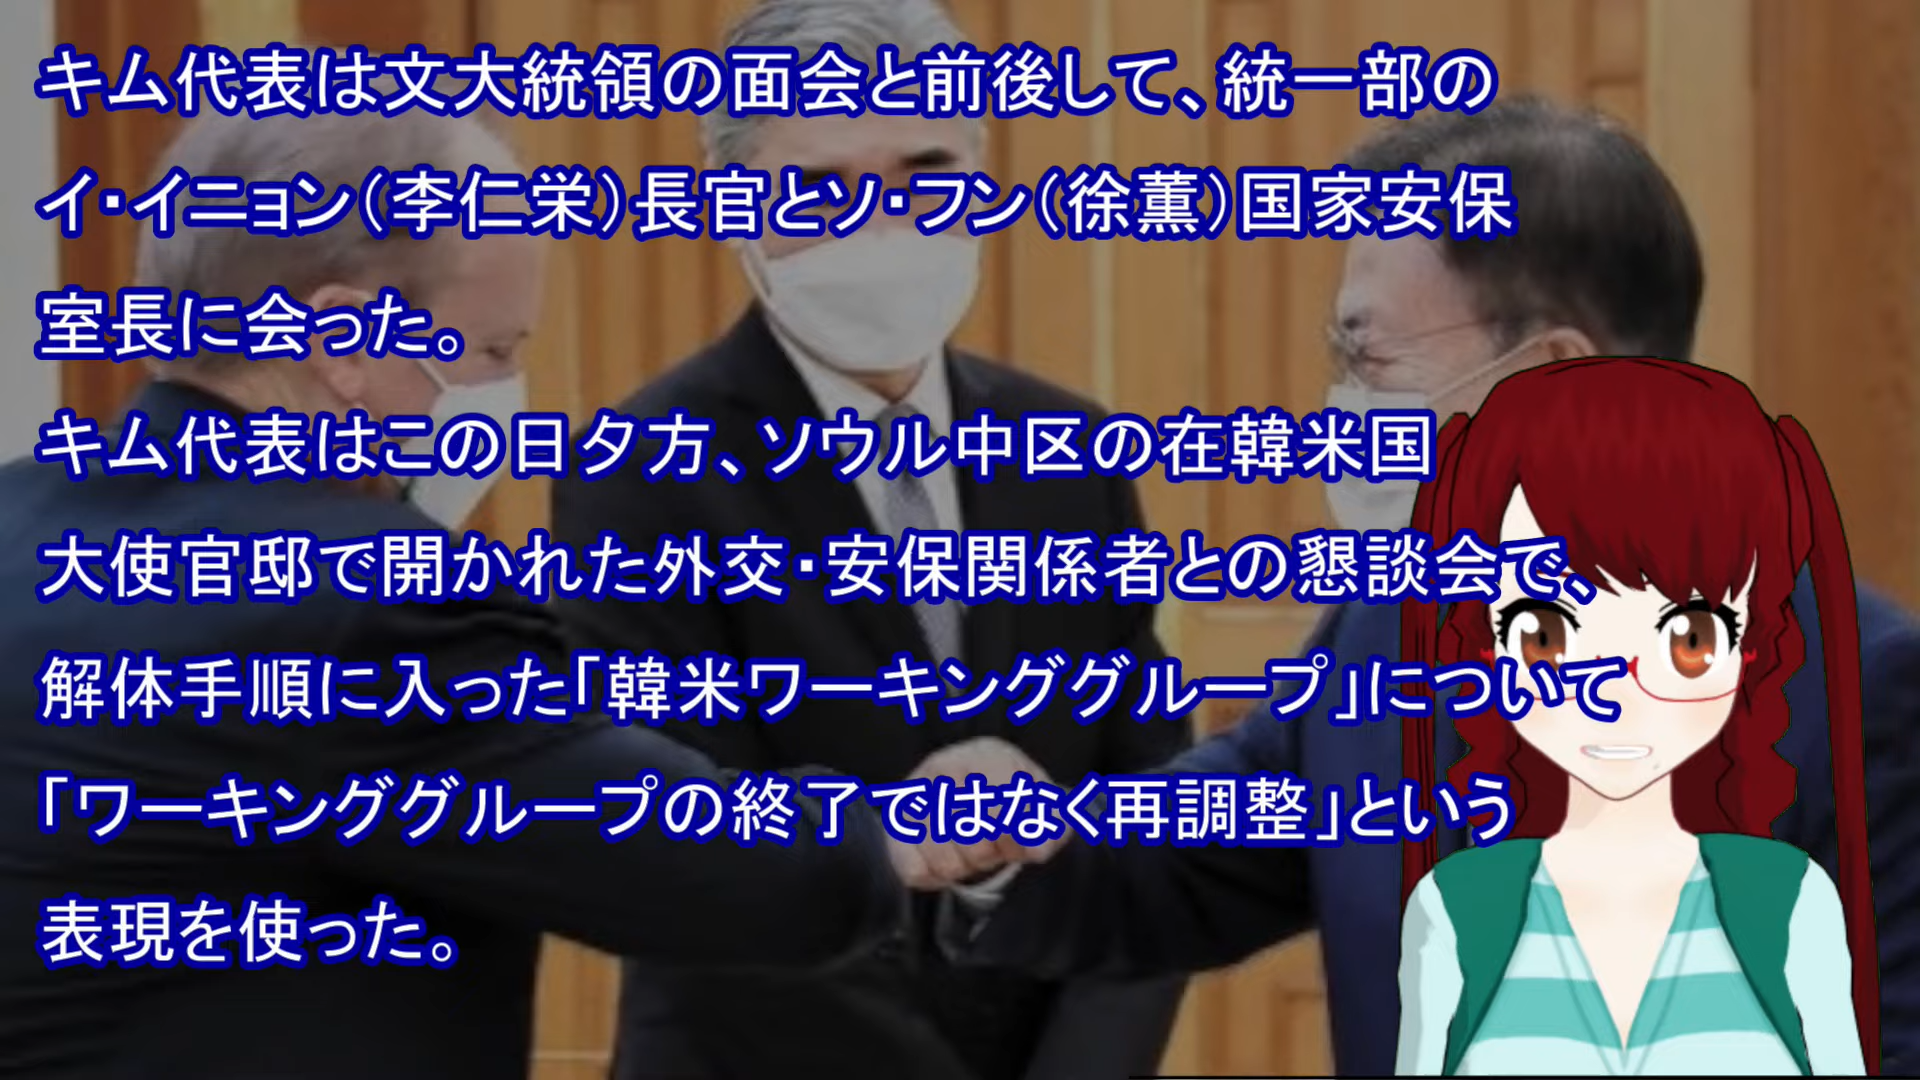 キム代表は文大統領の面会と前後して、統一部の
イ・イニョン（李仁栄）長官とソ・フン（徐薫）国家安保
室長に会った。
キム代表はこの日夕方、ソウル中区の在韓米国
大使官邸で開かれた外交・安保関係者との懇談会で、
解体手順に入った「韓米ワーキンググループ」について
「ワーキンググループの終了ではなく再調整」という
表現を使った。